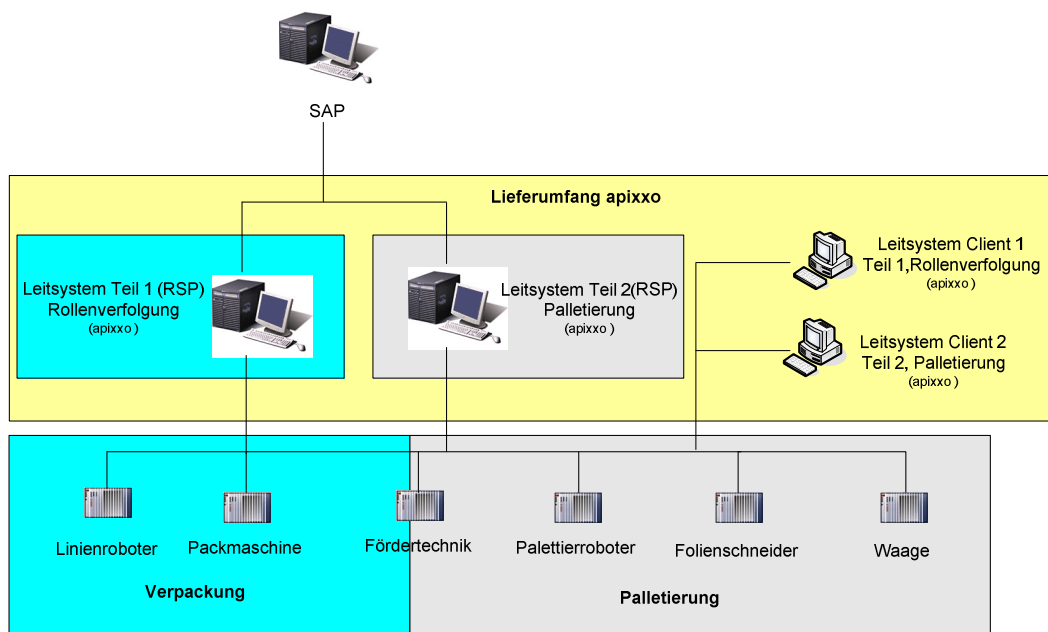 SAP
Lieferumfang apixxo
Leitsystem Teil 1 (RSP)
Rollenverfolgung
(apixxo )
Leitsystem Teil 2(RSP)
Palletierung
(apixxo )
Leitsystem Client 1
Teil 1,Rollenverfolgung
(apixxo )
Leitsystem Client 2
Teil 2, Palletierung
(apixxo )
Linienroboter
Packmaschine
Fördertechnik
Palettierroboter
Folienschneider
Waage
Verpackung
Palletierung